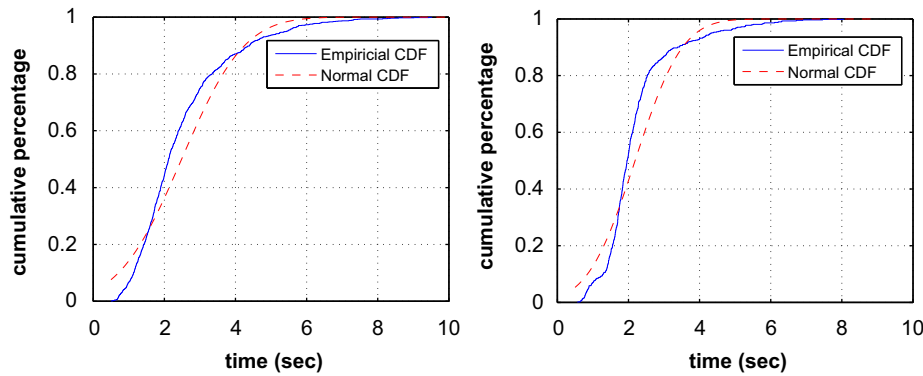 1
0.8
0.6
0.4
0.2
0
cumulative percentage
Empiricial CDF
Normal CDF
0 2 4 6 8 10
time (sec)
1
0.8
0.6
0.4
0.2
0
cumulative percentage
Empirical CDF
Normal CDF
0 2 4 6 8 10
time (sec)